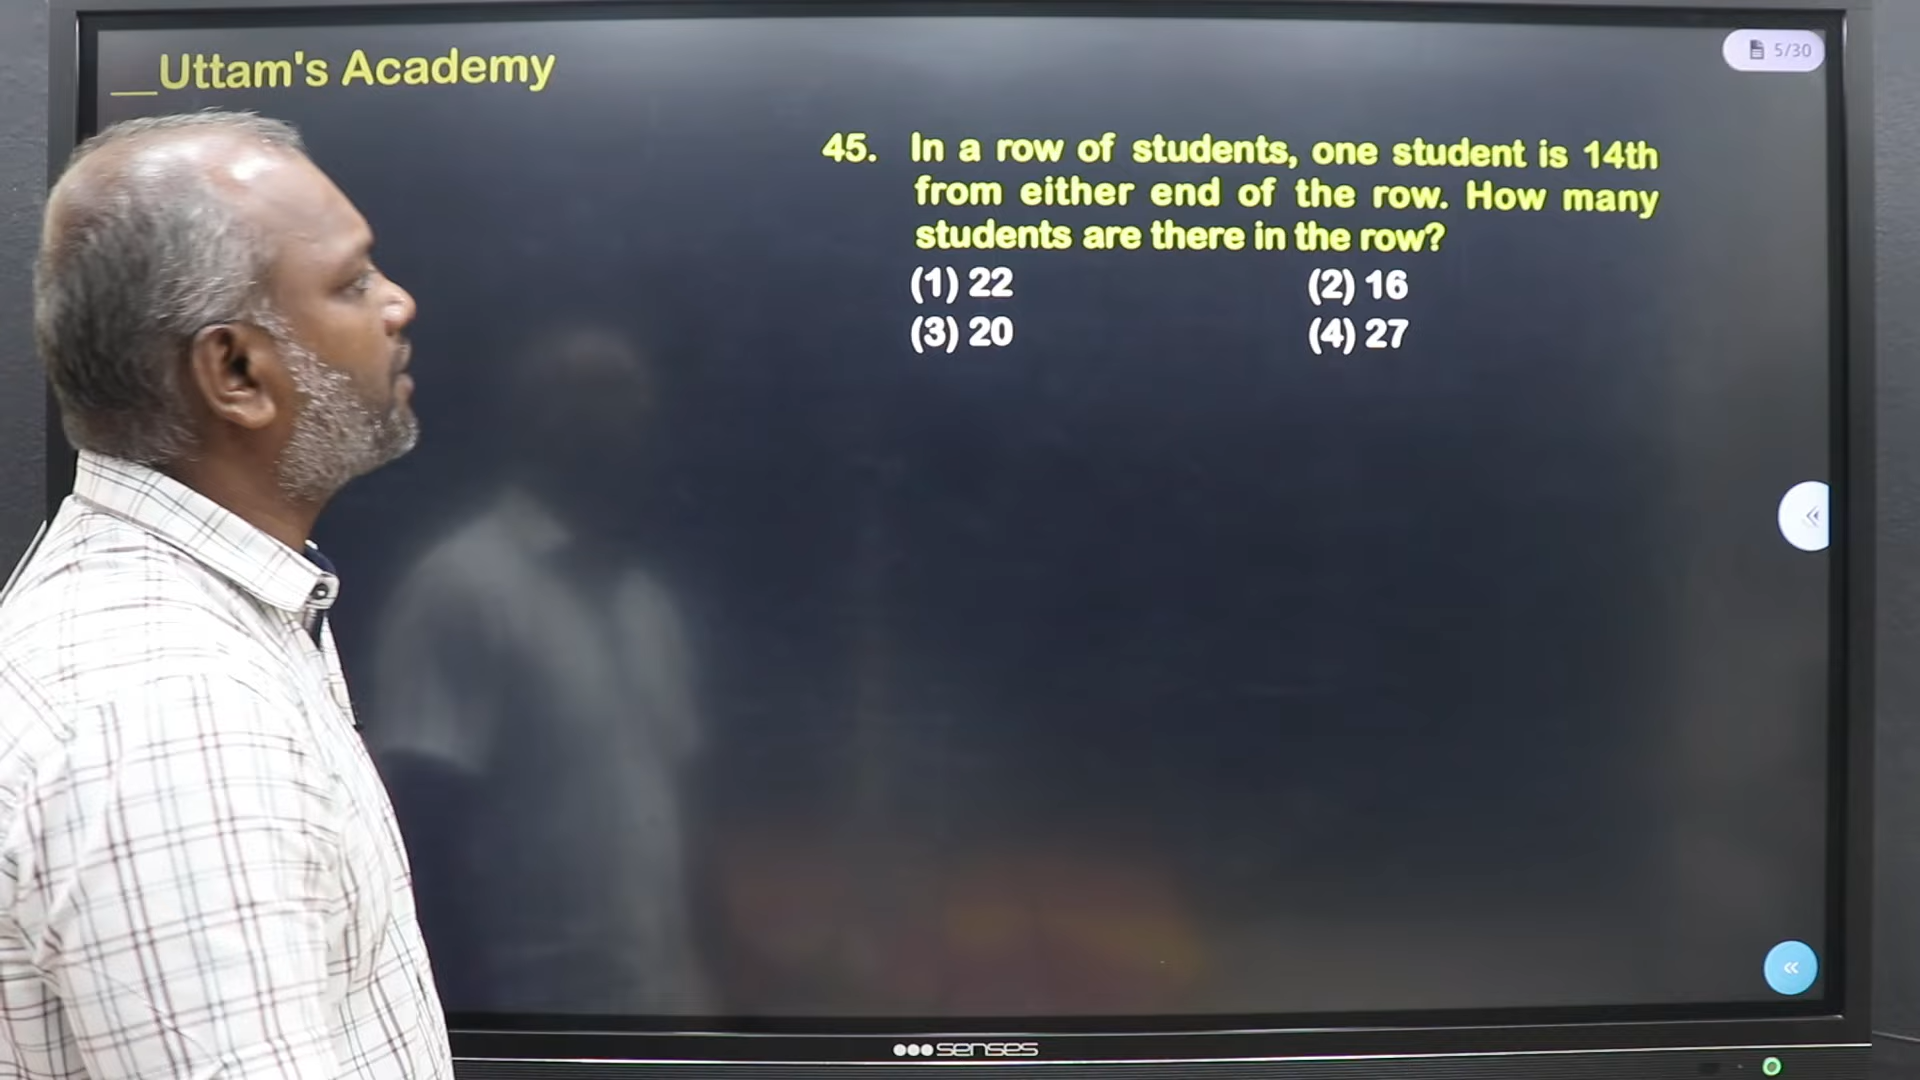 __Uttam's Academy
5/30
45. In a row of students, one student is 14th
from either end of the row. How many
students are there in the row?
(1) 22 (2) 16
(3) 20 (4) 27
senses